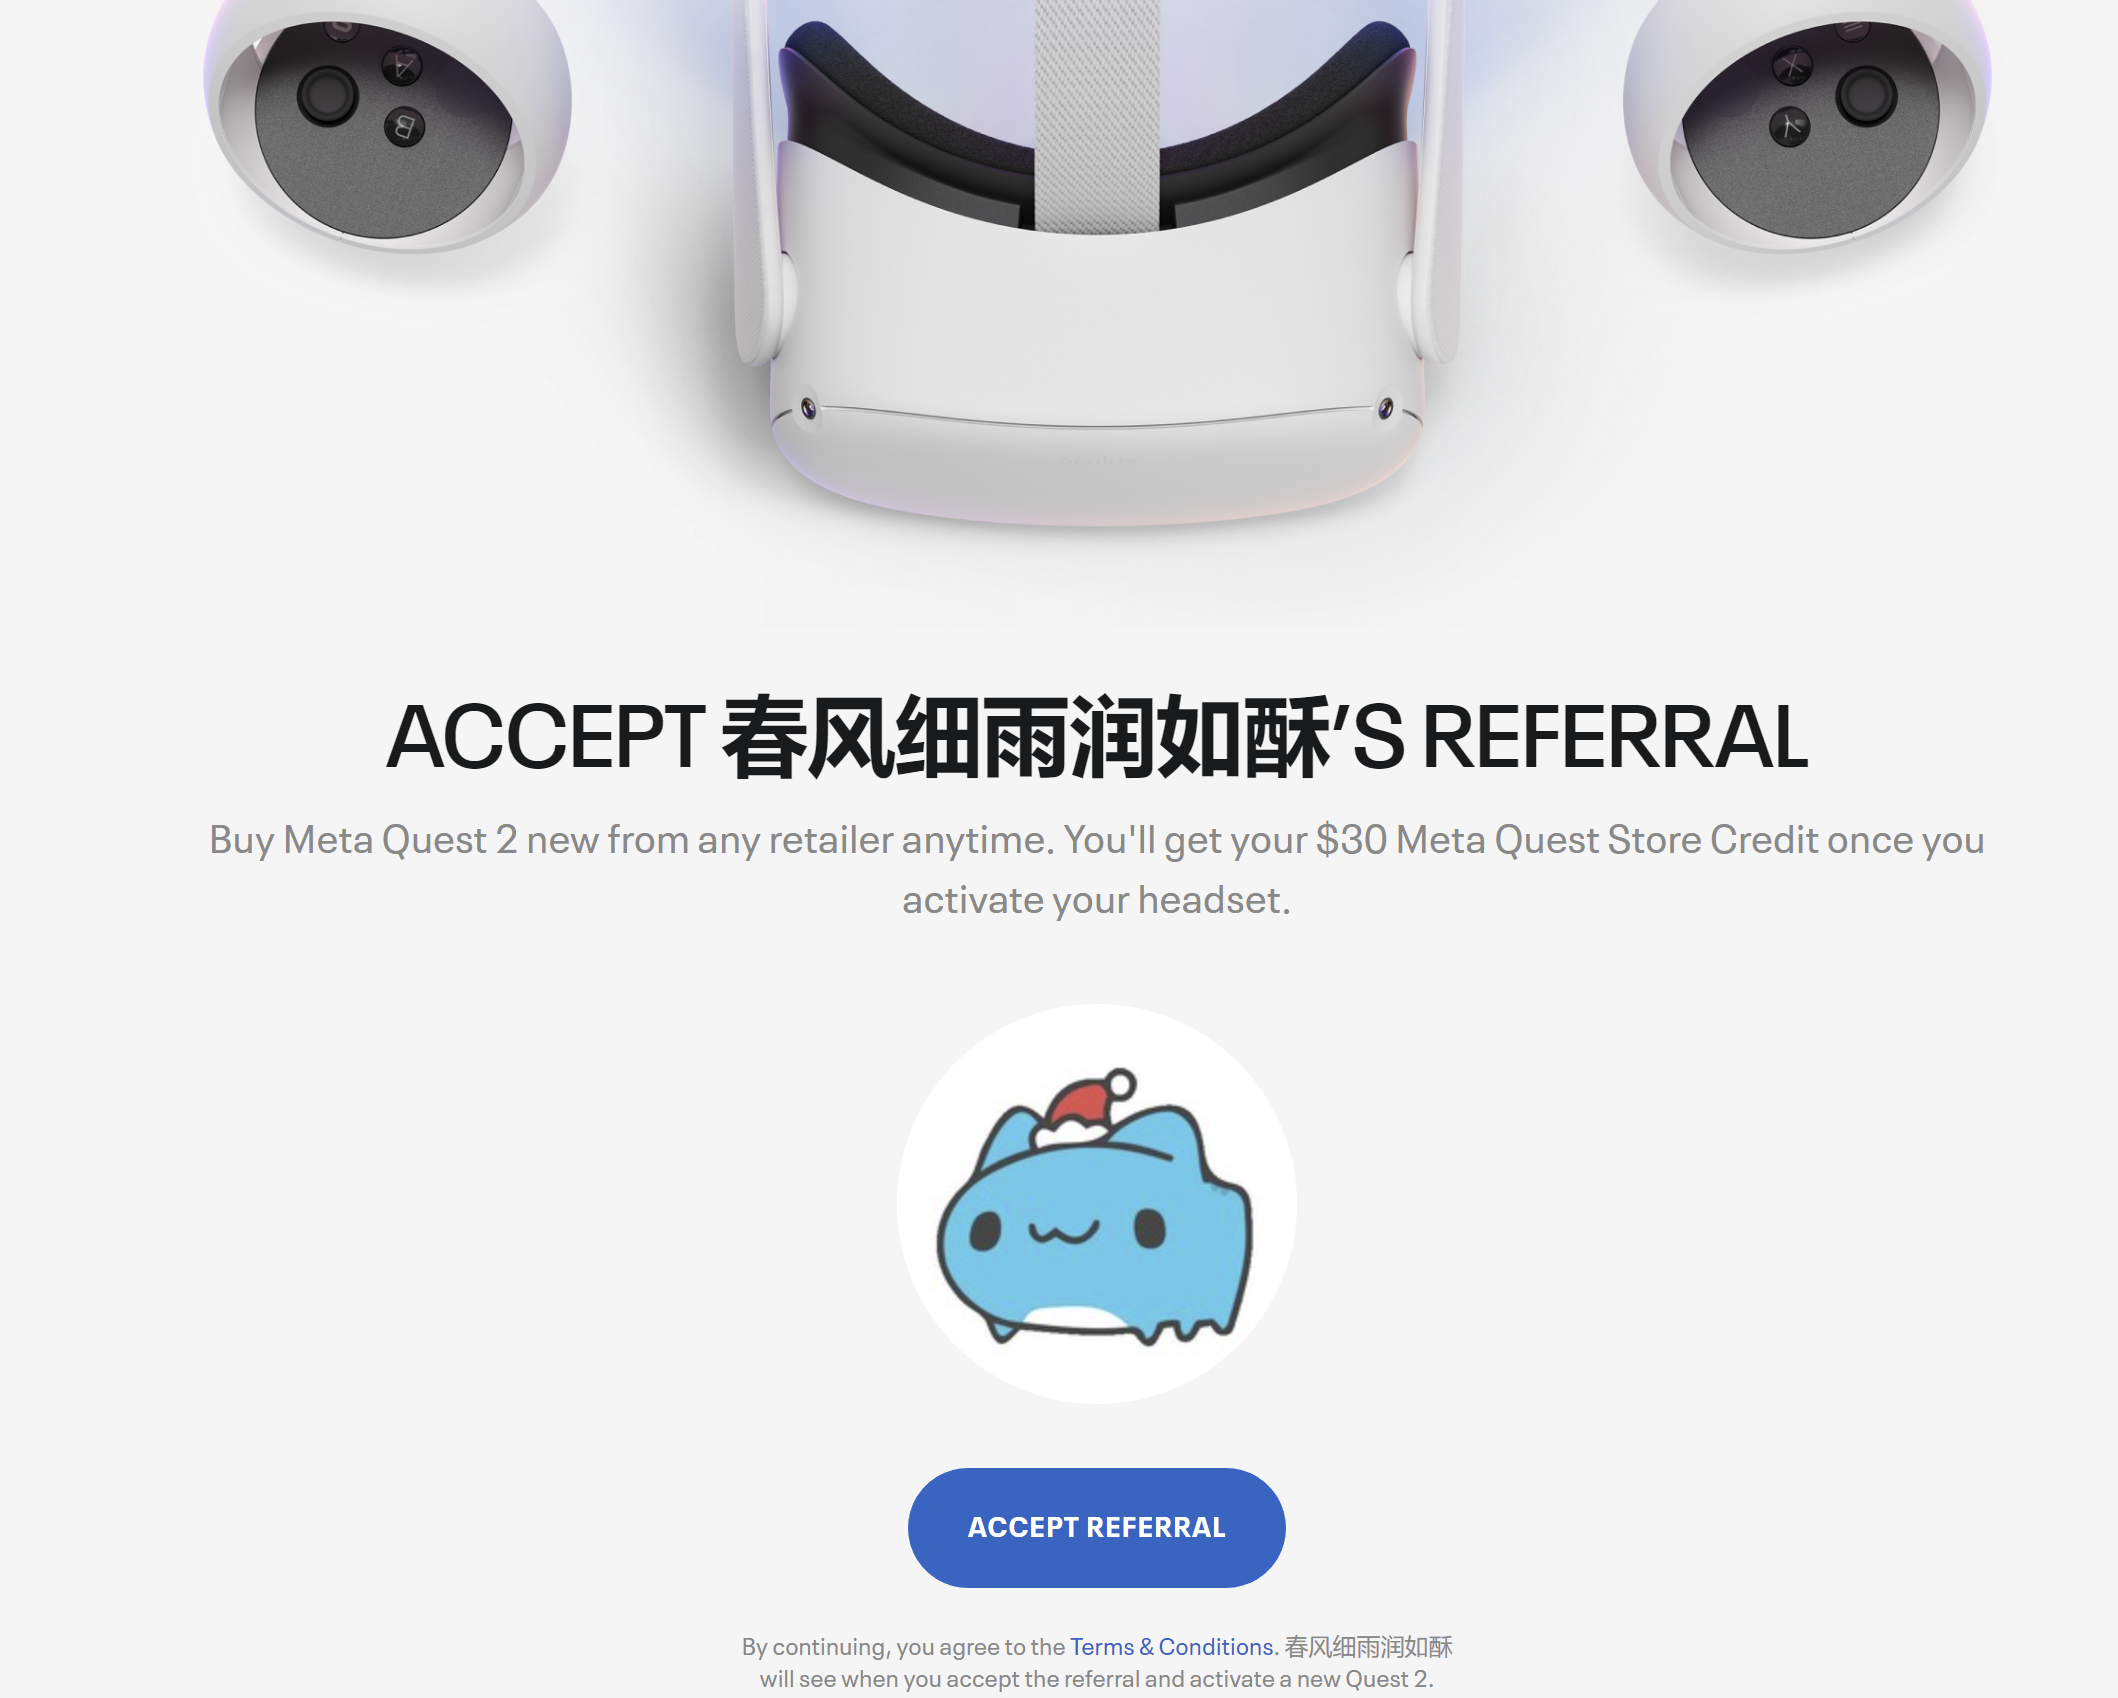 A
B
X
Y
oculus
ACCEPT 春风细雨润如酥’S REFERRAL
Buy Meta Quest 2 new from any retailer anytime. You'll get your $30 Meta Quest Store Credit once you
activate your headset.
ACCEPT REFERRAL
By continuing, you agree to the Terms & Conditions. 春风细雨润如酥
will see when you accept the referral and activate a new Quest 2.